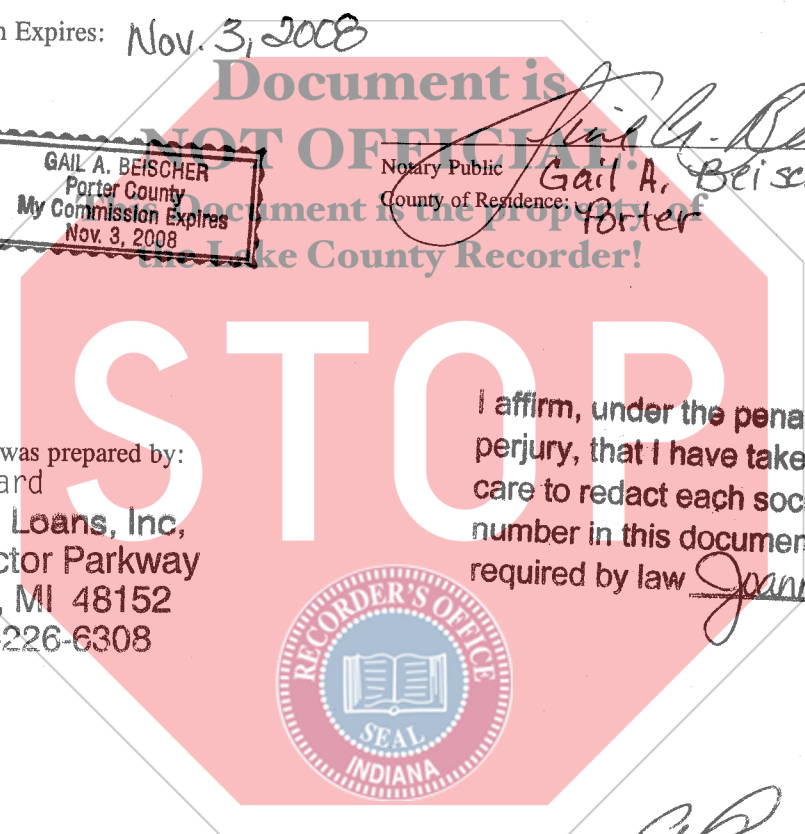 n Expires: Nov. 3, 2008
Document is
NOT OFFICIAL!
This Document is the property of
the Lake County Recorder!
GAIL A. BEISCHER
Porter County
My Commission Expires
Nov. 3, 2008
Notary Public Gail A. Beisc
County of Residence: Porter
STOP
was prepared by:
ard
Loans, Inc,
ctor Parkway
, MI 48152
-226-6308
I affirm, under the pena
perjury, that I have take
care to redact each soc
number in this documen
required by law Joann
RECORDER'S OFFICE
SEAL
INDIANA